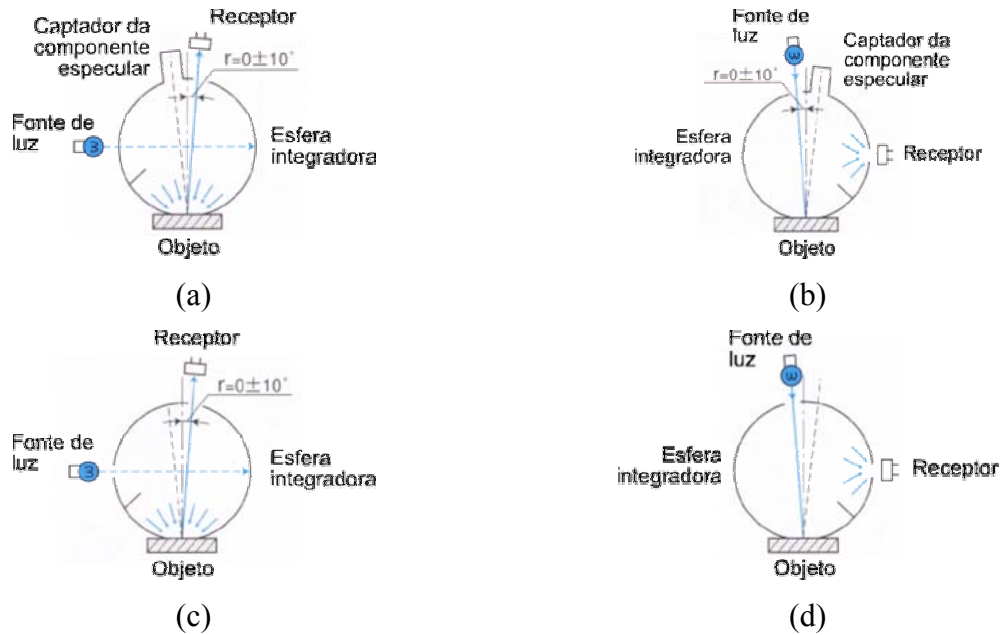 Captador da
componente
especular
Receptor
r=0±10°
Fonte de
luz
Esfera
integradora
Objeto
(a)
Fonte de
luz
Captador da
componente
especular
r=0±10°
Esfera
integradora
Receptor
Objeto
(b)
Receptor
r=0±10°
Fonte de
luz
Esfera
integradora
Objeto
(c)
Fonte de
luz
Esfera
integradora
Receptor
Objeto
(d)